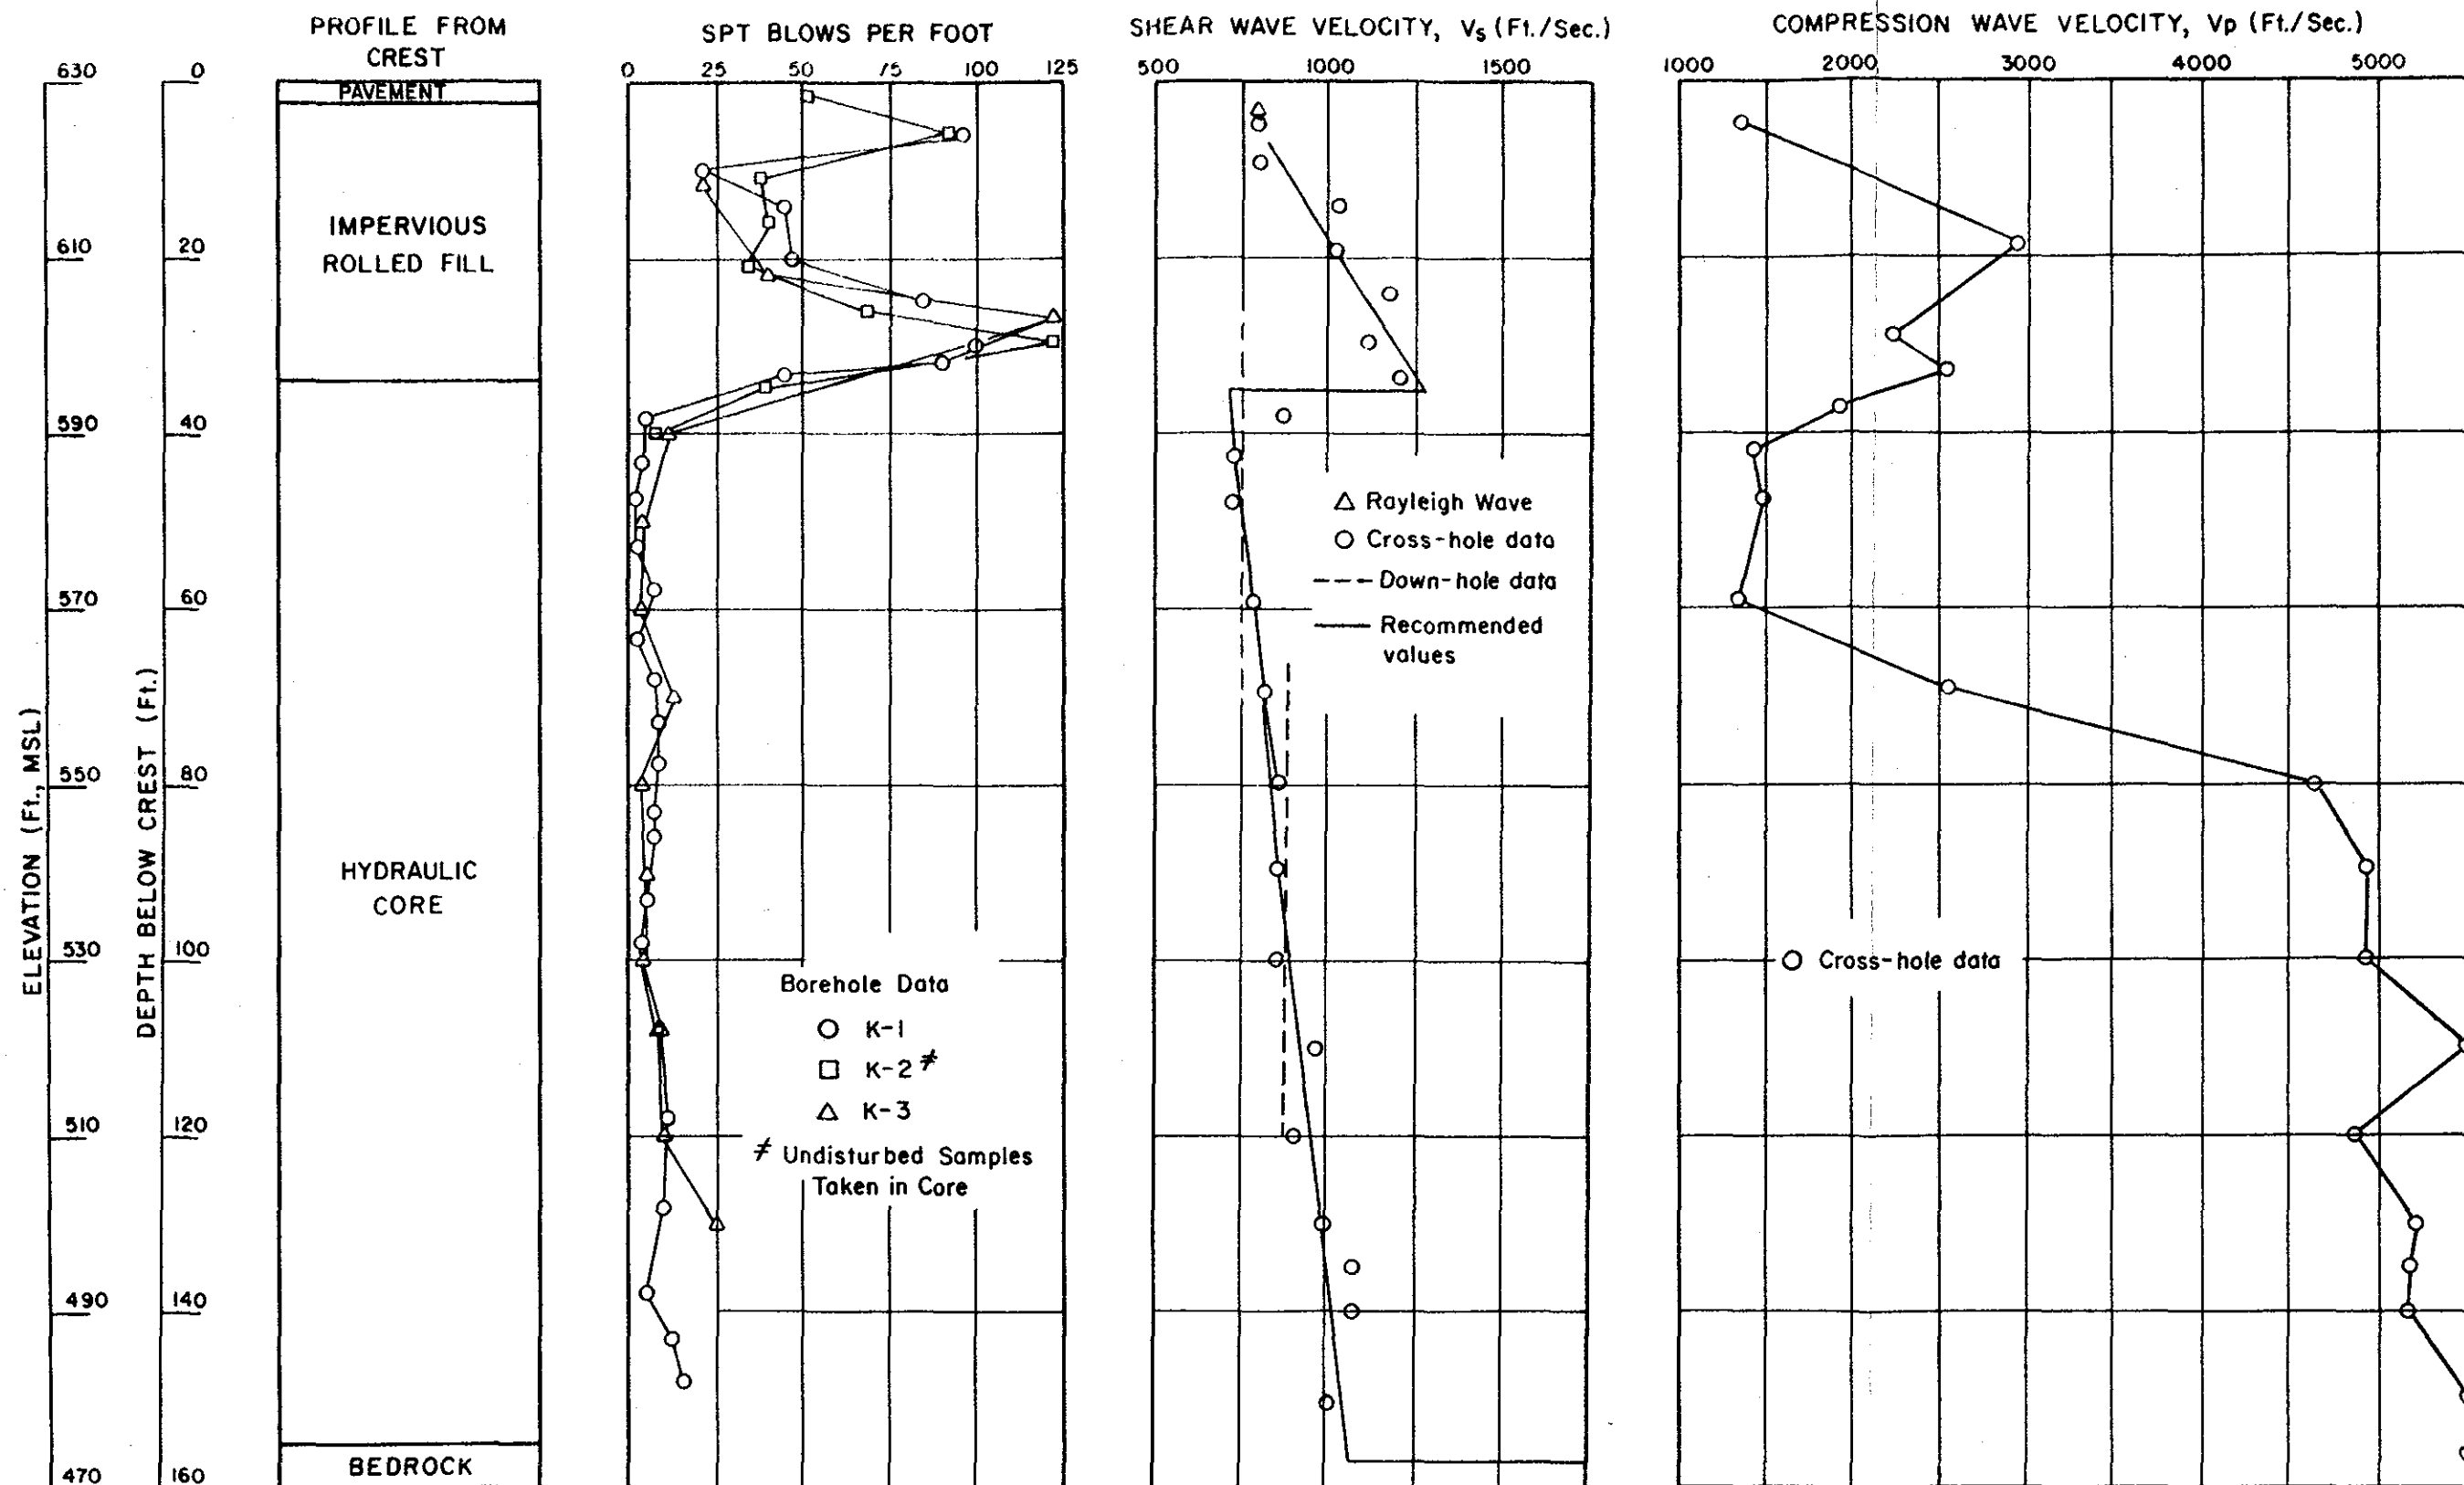 PROFILE FROM
CREST
SPT BLOWS PER FOOT
SHEAR WAVE VELOCITY, Vs (Ft./Sec.)
COMPRESSION WAVE VELOCITY, Vp (Ft./Sec.)
630
0
0 25 50 75 100 125
500 1000 1500
1000 2000 3000 4000 5000
PAVEMENT
IMPERVIOUS
ROLLED FILL
610 20
590 40
Rayleigh Wave
Cross-hole data
Down-hole data
Recommended
values
570 60
ELEVATION (Ft., MSL)
DEPTH BELOW CREST (Ft.)
550 80
HYDRAULIC
CORE
530 100
Cross-hole data
Borehole Data
K-1
K-2 ≠
K-3
≠ Undisturbed Samples
Taken in Core
510 120
490 140
BEDROCK
470 160